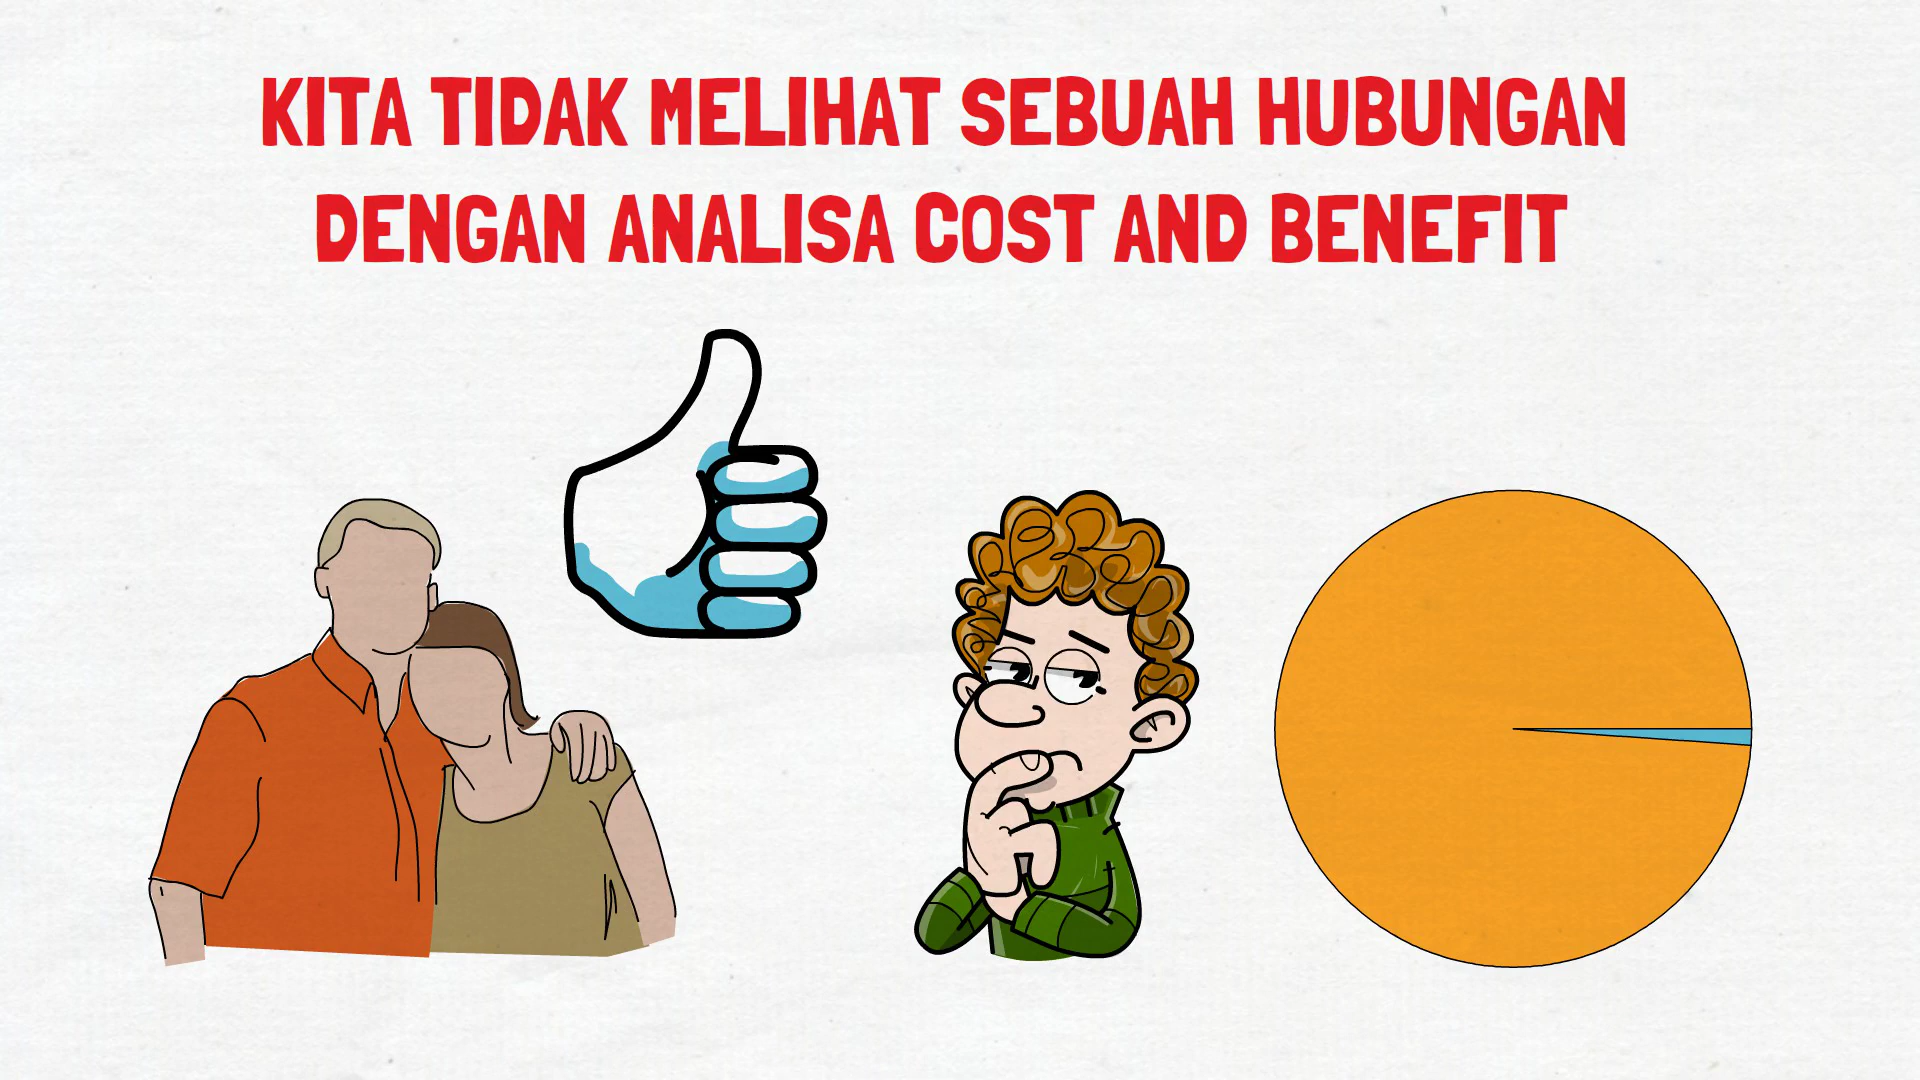 KITA TIDAK MELIHAT SEBUAH HUBUNGAN
DENGAN ANALISA COST AND BENEFIT